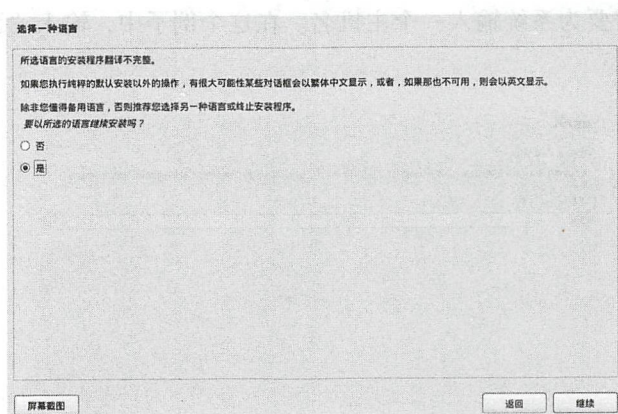 选择一种语言
所选语言的安装程序翻译不完整。
如果您执行纯粹的默认安装以外的操作，有很大可能性某些对话框会以繁体中文显示，或者，如果那也不可用，则会以英文显示。
除非您懂得备用语言，否则推荐您选择另一种语言或终止安装程序。
要以所选的语言继续安装吗？
否
是
屏幕截图
返回
继续